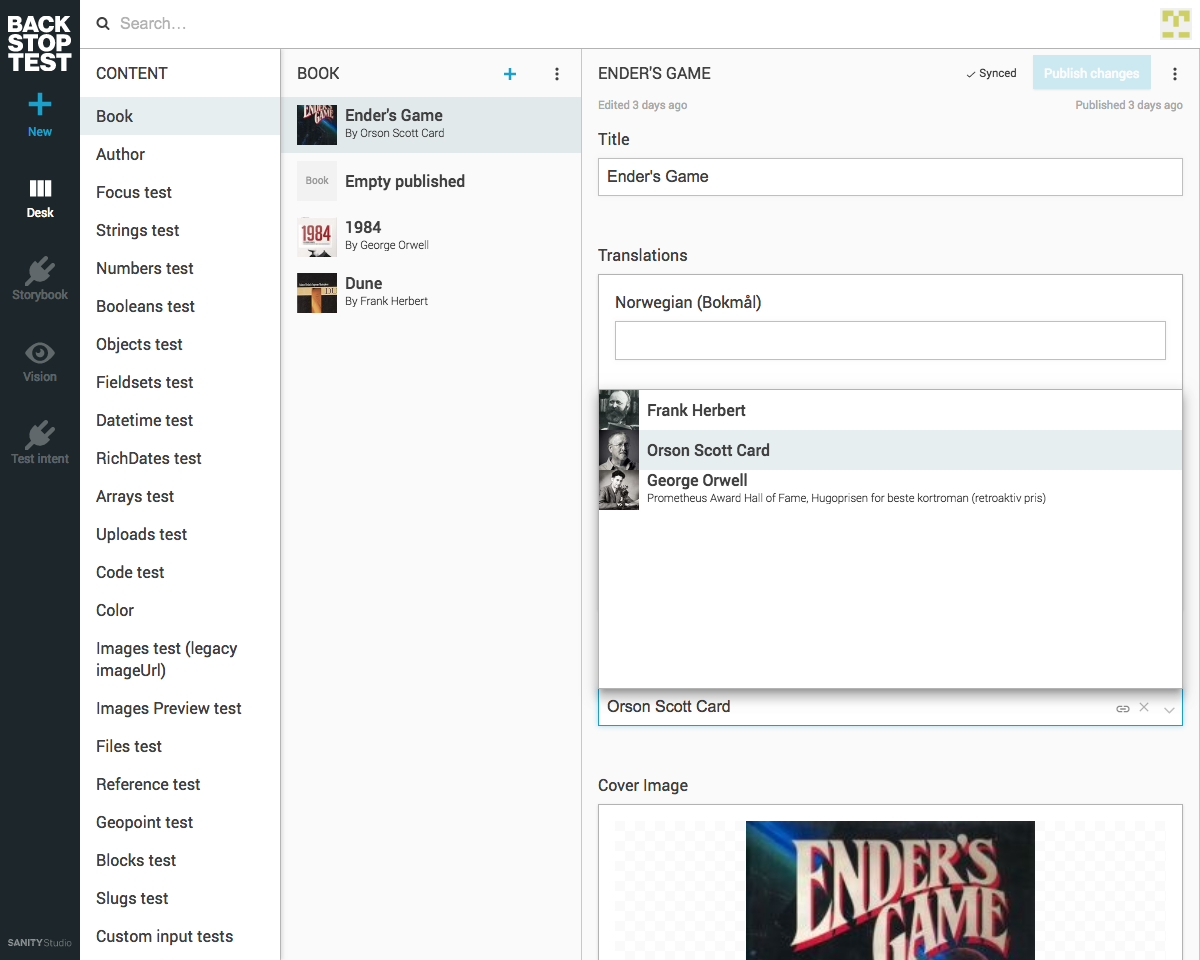 BACK
STOP
TEST
New
Desk
Storybook
Vision
Test intent
SANITY Studio
Search...
CONTENT
Book
Author
Focus test
Strings test
Numbers test
Booleans test
Objects test
Fieldsets test
Datetime test
RichDates test
Arrays test
Uploads test
Code test
Color
Images test (legacy
imageUrl)
Images Preview test
Files test
Reference test
Geopoint test
Blocks test
Slugs test
Custom input tests
BOOK
Ender's Game
By Orson Scott Card
Book
Empty published
1984
1984
By George Orwell
Dune
By Frank Herbert
ENDER'S GAME
Synced
Publish changes
Edited 3 days ago
Published 3 days ago
Title
Ender's Game
Translations
Norwegian (Bokmål)
Frank Herbert
Orson Scott Card
George Orwell
Prometheus Award Hall of Fame, Hugoprisen for beste kortroman (retroaktiv pris)
Orson Scott Card
Cover Image
ENDER'S
GAME